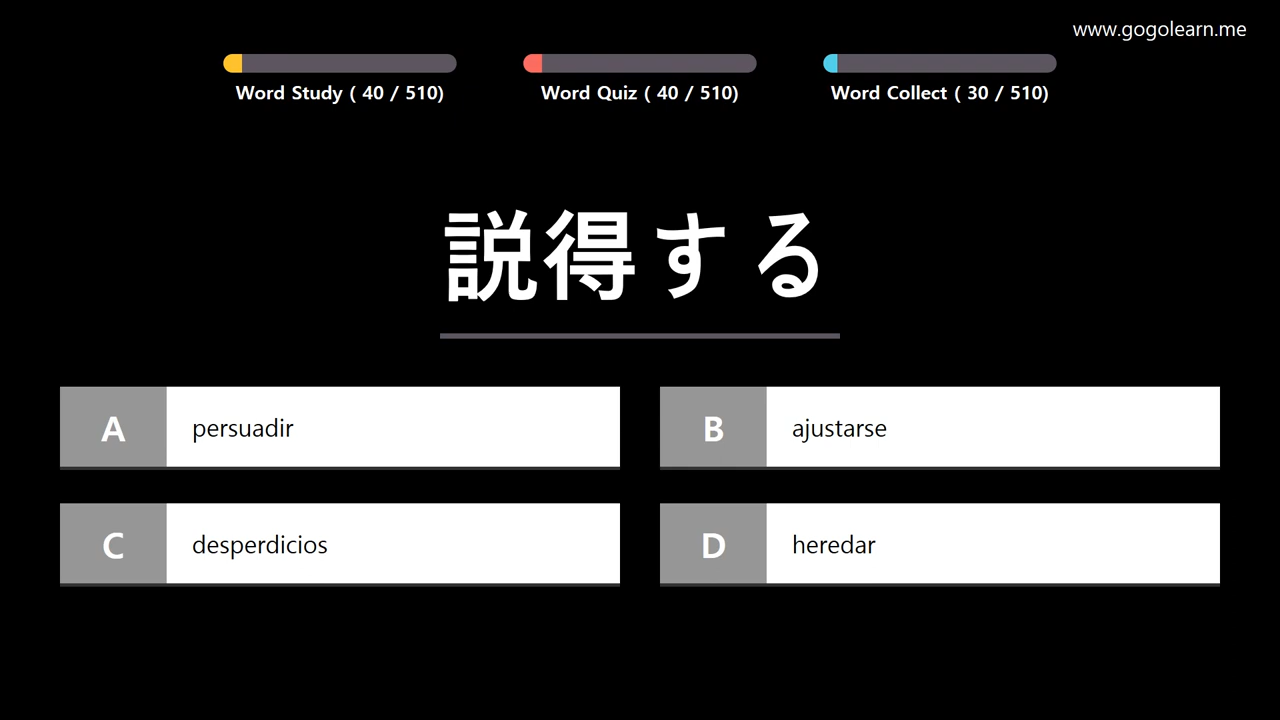 www.gogolearn.me
Word Study ( 40 / 510)
Word Quiz ( 40 / 510)
Word Collect ( 30 / 510)
説得する
A persuadir
B ajustarse
C desperdicios
D heredar